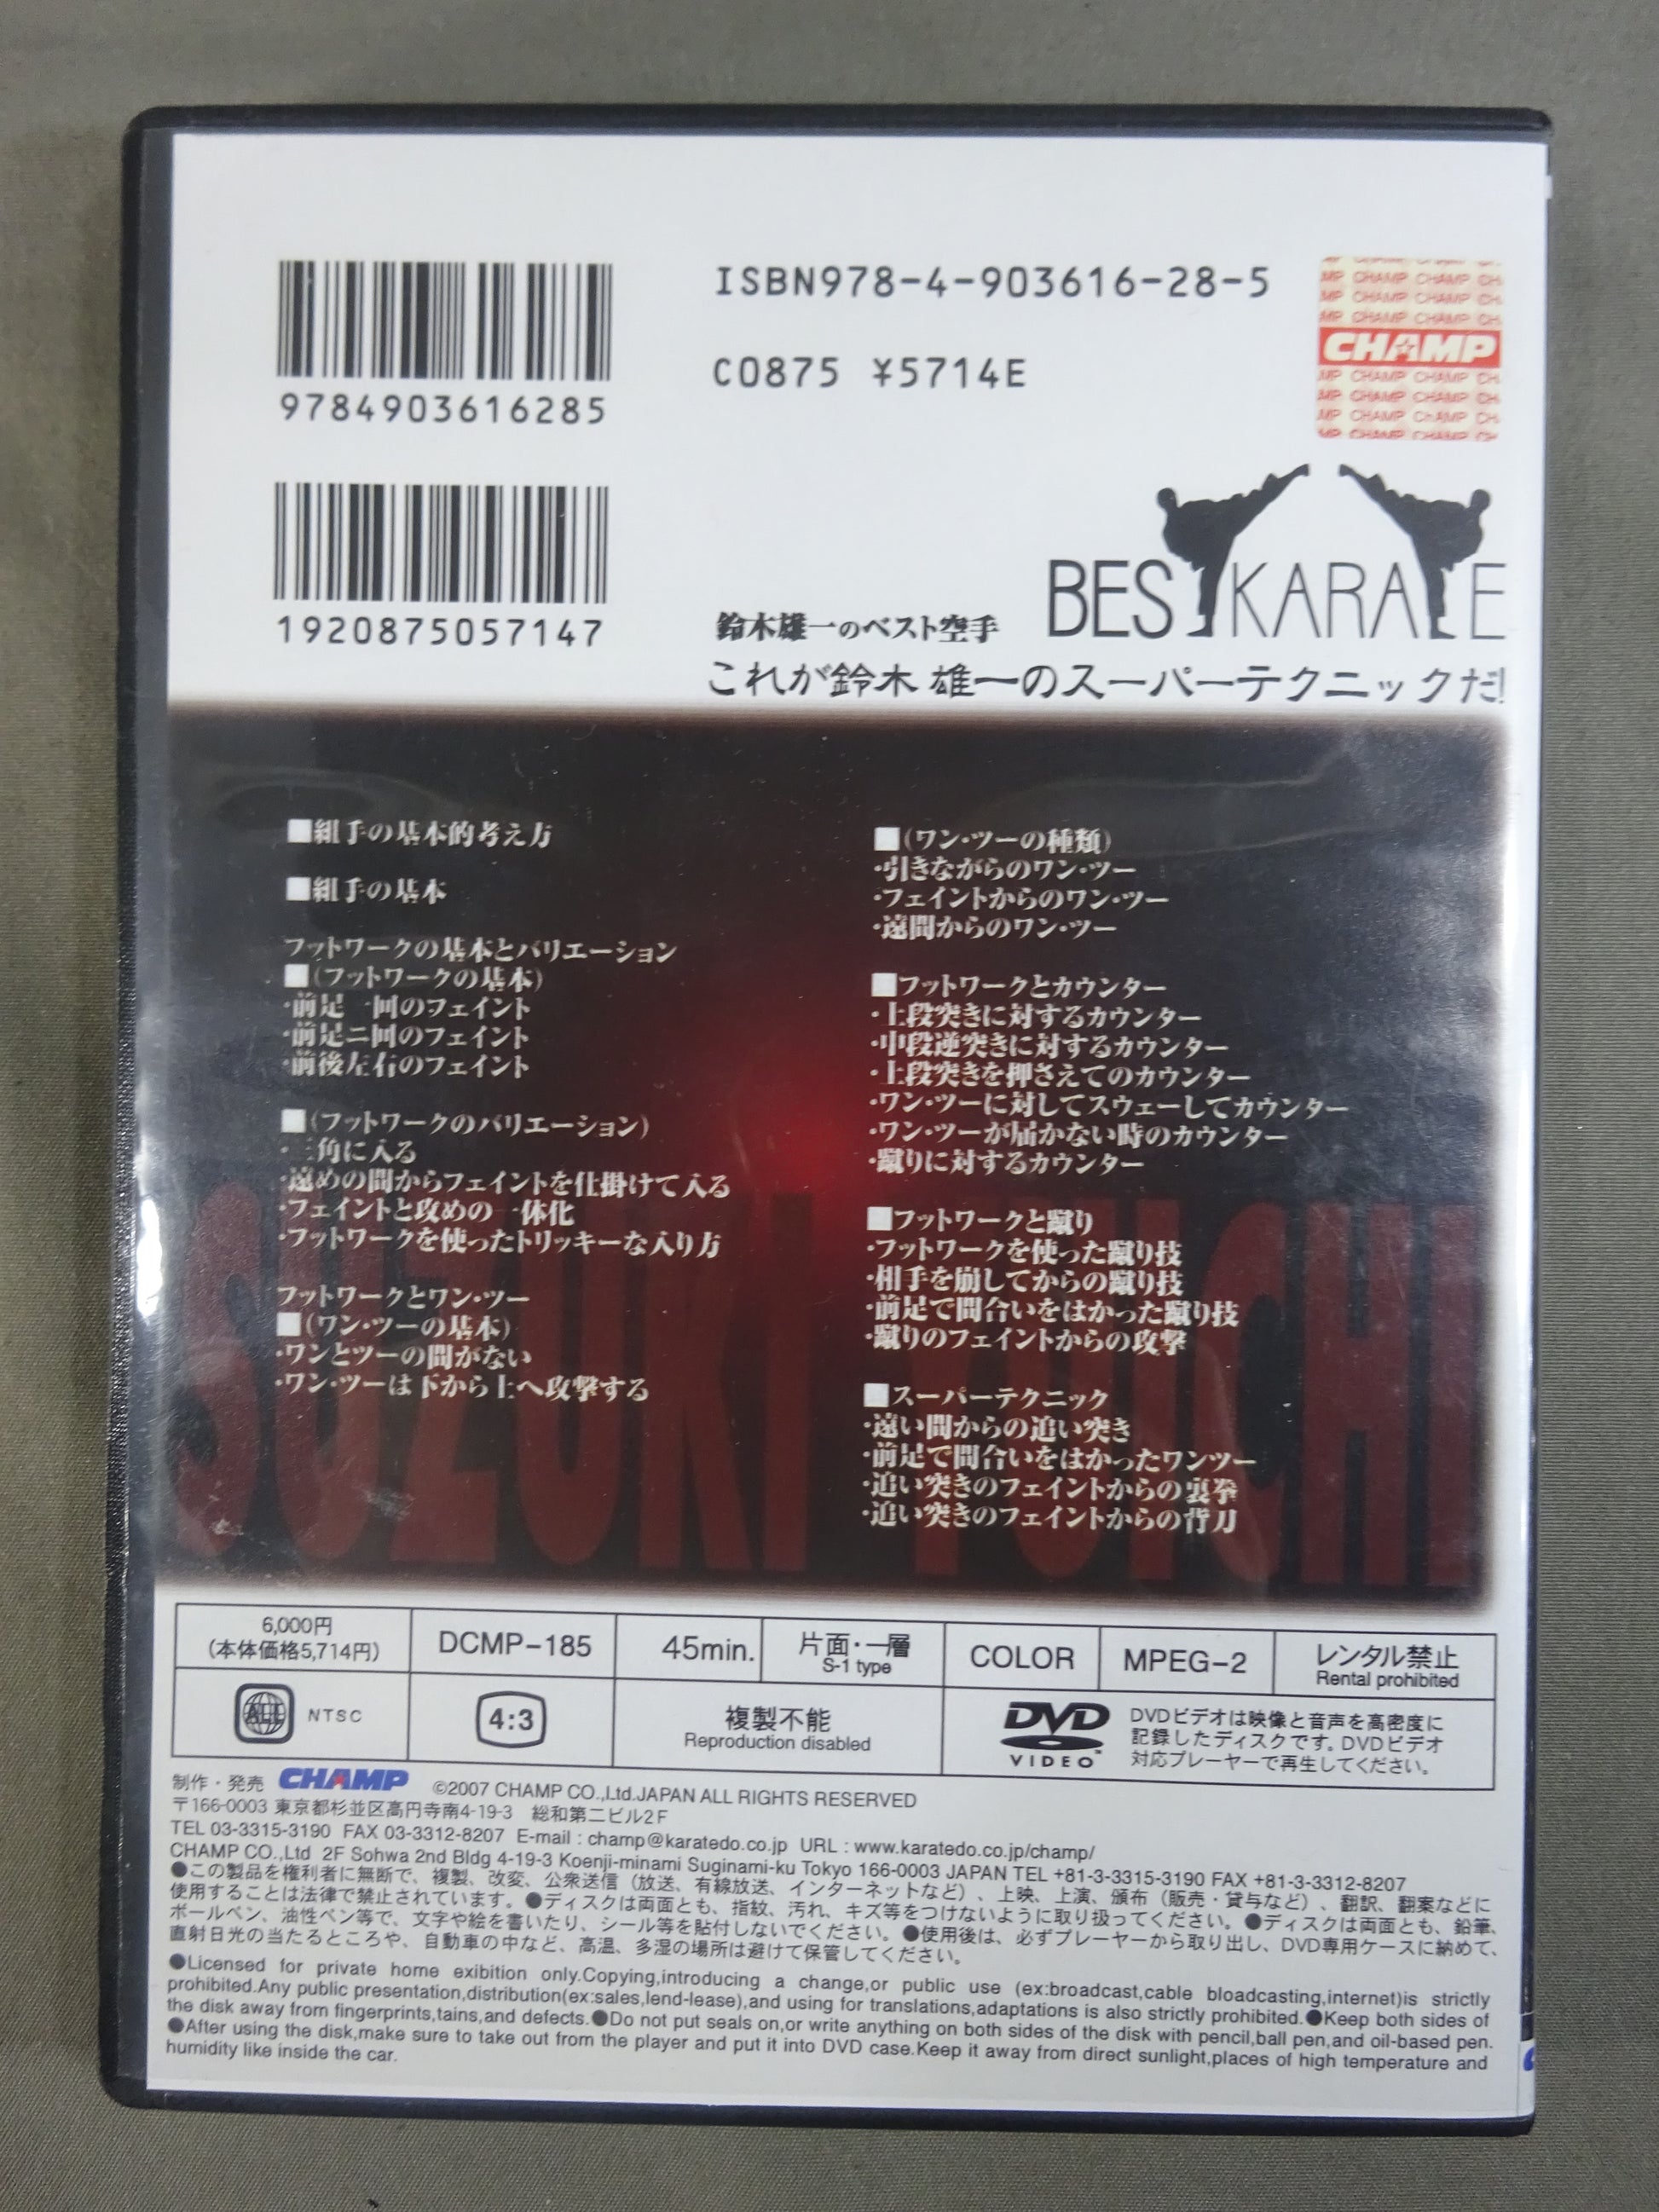 ISBN978-4-903616-28-5
C0875 ¥5714E
9784903616285
1920875057147
CHAMP
BEST KARATE
鈴木雄一のベスト空手
これが鈴木雄一のスーパーテクニックだ!
■組手の基本的考え方
■組手の基本
フットワークの基本とバリエーション
■(フットワークの基本)
・前足一回のフェイント
・前足二回のフェイント
・前後左右のフェイント
■(フットワークのバリエーション)
・三角に入る
・遠めの間からフェイントを仕掛けて入る
・フェイントと攻めの一体化
・フットワークを使ったトリッキーな入り方
フットワークとワン・ツー
■(ワン・ツーの基本)
・ワンとツーの間がない
・ワン・ツーは下から上へ攻撃する
■(ワン・ツーの種類)
・引きながらのワン・ツー
・フェイントからのワン・ツー
・遠間からのワン・ツー
■フットワークとカウンター
・上段突きに対するカウンター
・中段逆突きに対するカウンター
・上段突きを押さえてのカウンター
・ワン・ツーに対してスウェーしてカウンター
・ワン・ツーが届かない時のカウンター
・蹴りに対するカウンター
■フットワークと蹴り
・フットワークを使った蹴り技
・相手を崩してからの蹴り技
・前足で間合いをはかった蹴り技
・蹴りのフェイントからの攻撃
■スーパーテクニック
・遠い間からの追い突き
・前足で間合いをはかったワンツー
・追い突きのフェイントからの裏拳
・追い突きのフェイントからの背刀
SUZUKI YUICHI
6,000円
(本体価格5,714円)
DCMP-185
45min.
片面・一層
S-1 type
COLOR
MPEG-2
レンタル禁止
Rental prohibited
ALL NTSC
4:3
複製不能
Reproduction disabled
DVD VIDEO™
DVDビデオは映像と音声を高密度に
記録したディスクです。DVDビデオ
対応プレーヤーで再生してください。
制作・発売 CHAMP ©2007 CHAMP CO.,Ltd.JAPAN ALL RIGHTS RESERVED
〒166-0003 東京都杉並区高円寺南4-19-3 総和第二ビル2F
TEL 03-3315-3190 FAX 03-3312-8207 E-mail : champ@karatedo.co.jp URL : www.karatedo.co.jp/champ/
CHAMP CO.,Ltd 2F Sohwa 2nd Bldg 4-19-3 Koenji-minami Suginami-ku Tokyo 166-0003 JAPAN TEL +81-3-3315-3190 FAX +81-3-3312-8207
●この製品を権利者に無断で、複製、改変、公衆送信（放送、有線放送、インターネットなど）、上映、上演、頒布（販売・貸与など）、翻訳、翻案などに
使用することは法律で禁止されています。●ディスクは両面とも、指紋、汚れ、キズ等をつけないように取り扱ってください。●ディスクは両面とも、鉛筆、
ボールペン、油性ペン等で、文字や絵を書いたり、シール等を貼付しないでください。●使用後は、必ずプレーヤーから取り出し、DVD専用ケースに納めて、
直射日光の当たるところや、自動車の中など、高温、多湿の場所は避けて保管してください。
●Licensed for private home exibition only.Copying,introducing a change,or public use (ex:broadcast,cable bloadcasting,internet)is strictly
prohibited.Any public presentation,distribution(ex:sales,lend-lease),and using for translations,adaptations is also strictly prohibited.●Keep both sides of
the disk away from fingerprints,tains,and defects.●Do not put seals on,or write anything on both sides of the disk with pencil,ball pen,and oil-based pen.
●After using the disk,make sure to take out from the player and put it into DVD case.Keep it away from direct sunlight,places of high temperature and
humidity like inside the car.